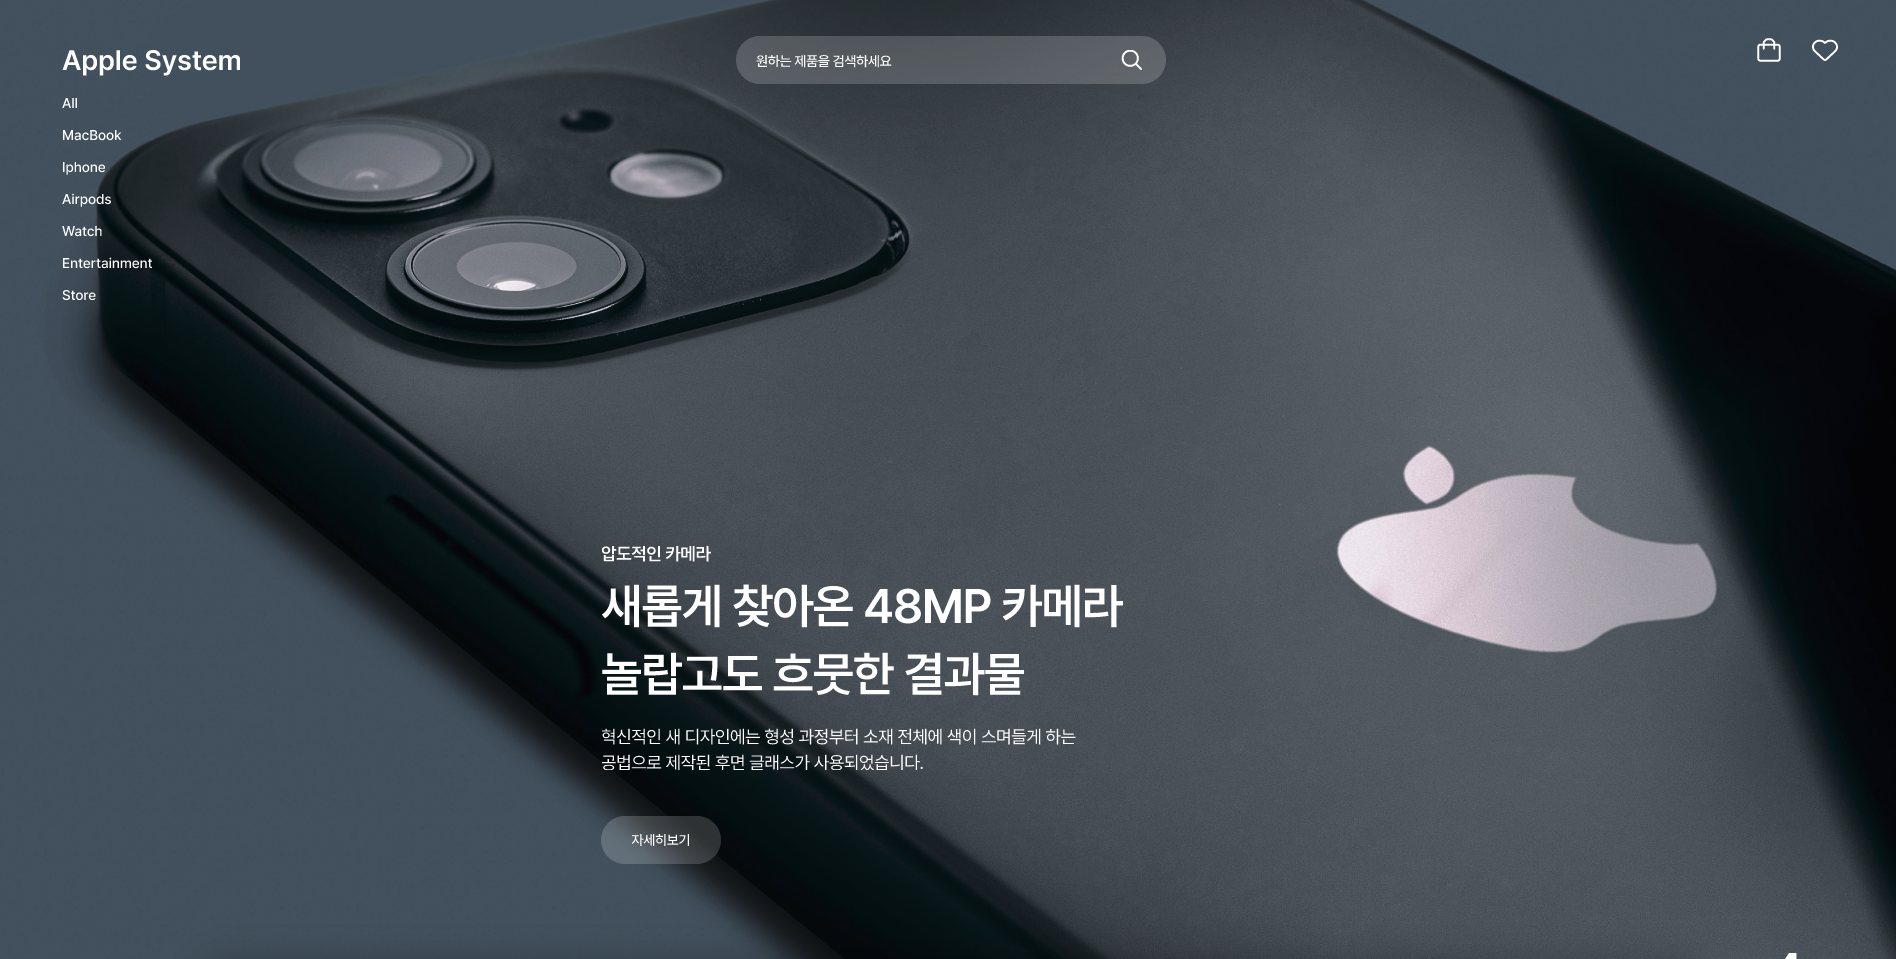 Apple System
원하는 제품을 검색하세요
All
MacBook
Iphone
Airpods
Watch
Entertainment
Store
압도적인 카메라
새롭게 찾아온 48MP 카메라
놀랍고도 흐뭇한 결과물
혁신적인 새 디자인에는 형성 과정부터 소재 전체에 색이 스며들게 하는
공법으로 제작된 후면 글래스가 사용되었습니다.
자세히보기